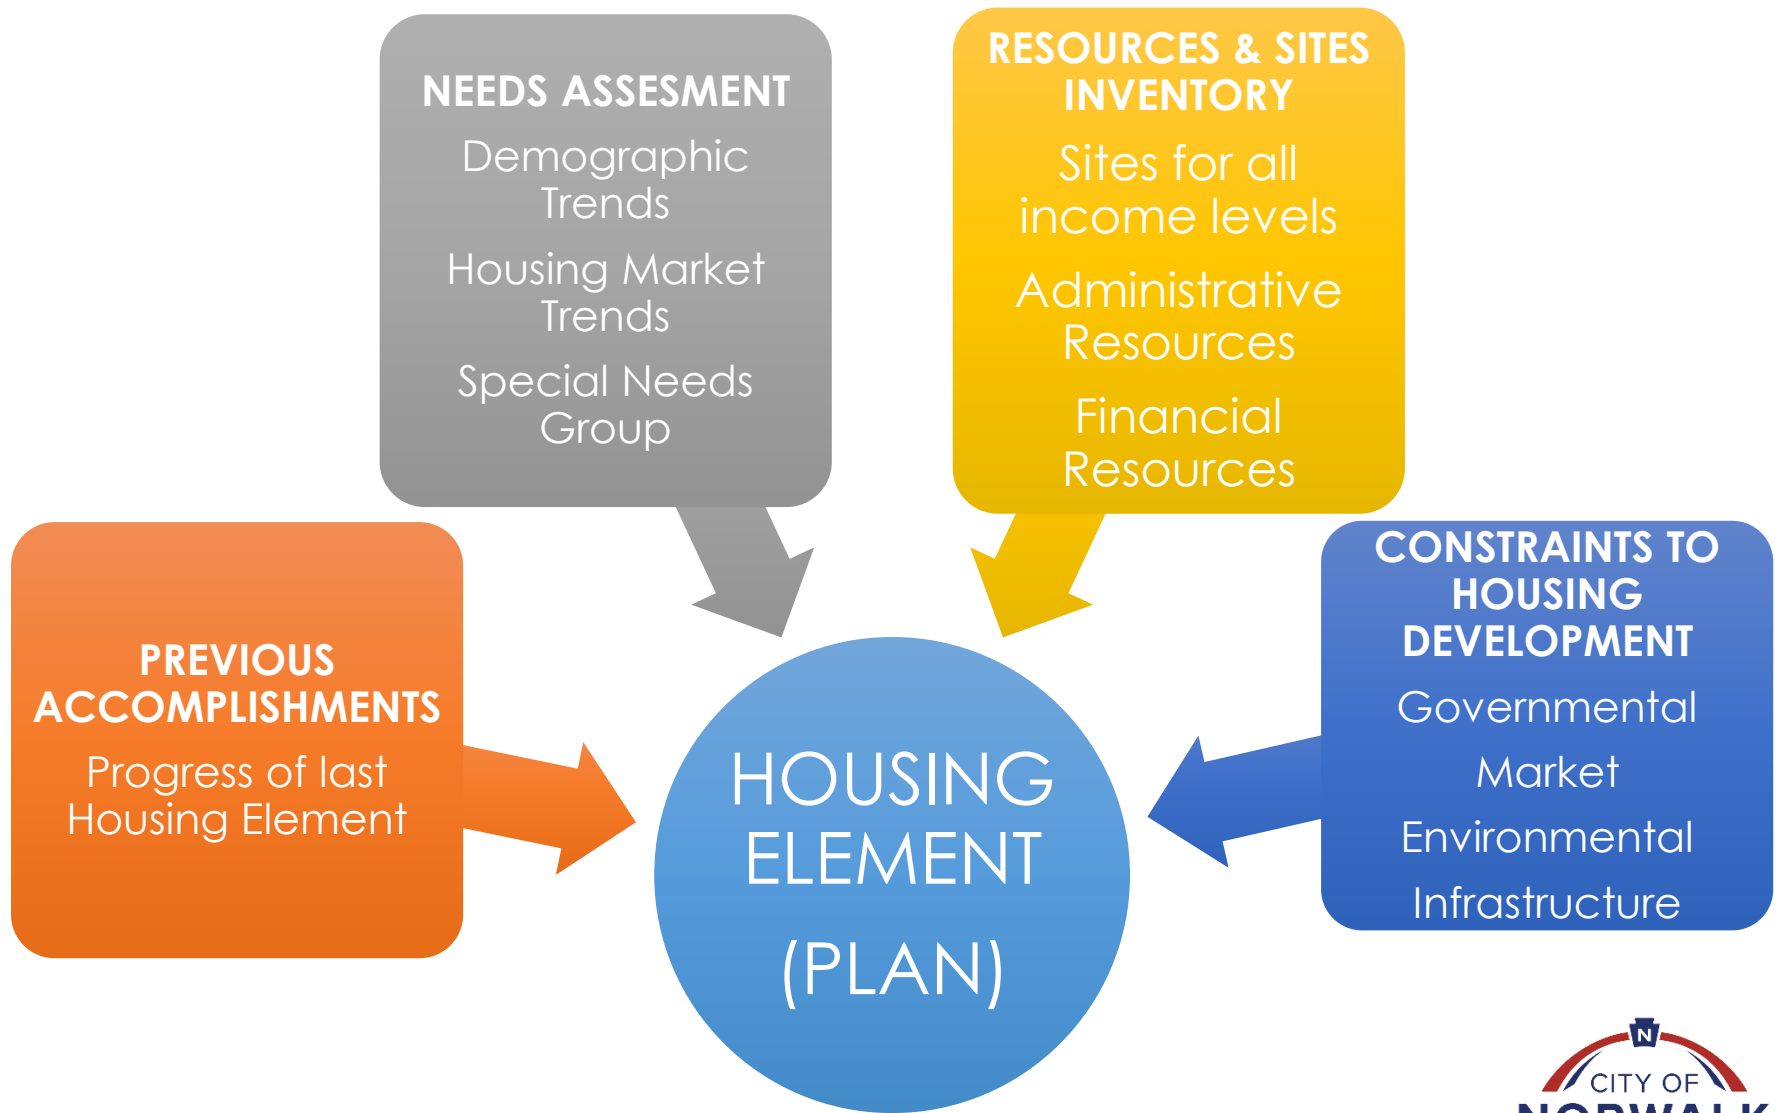 NEEDS ASSESMENT
Demographic
Trends
Housing Market
Trends
Special Needs
Group
RESOURCES & SITES
INVENTORY
Sites for all
income levels
Administrative
Resources
Financial
Resources
PREVIOUS
ACCOMPLISHMENTS
Progress of last
Housing Element
CONSTRAINTS TO
HOUSING
DEVELOPMENT
Governmental
Market
Environmental
Infrastructure
HOUSING
ELEMENT
(PLAN)
N
CITY OF
NORWALK